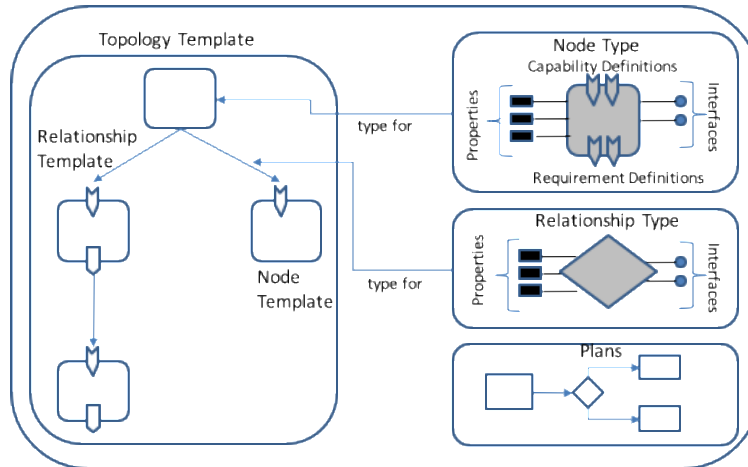 Topology Template
Relationship
Template
Node
Template
type for
type for
Node Type
Capability Definitions
Properties
Interfaces
Requirement Definitions
Relationship Type
Properties
Interfaces
Plans